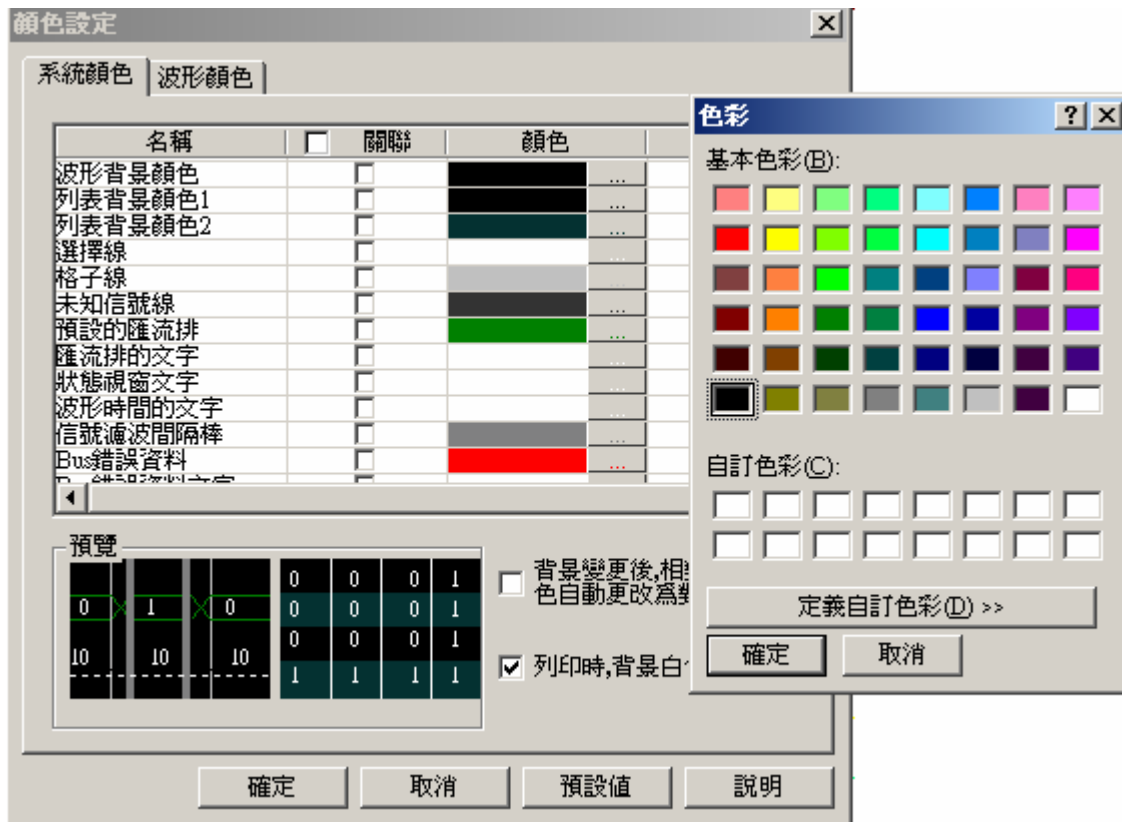 顏色設定
系統顏色 波形顏色
名稱 關聯 顏色
波形背景顏色 ...
列表背景顏色1 ...
列表背景顏色2 ...
選擇線 ...
格子線 ...
未知信號線 ...
預設的匯流排 ...
匯流排的文字 ...
狀態視窗文字 ...
波形時間的文字 ...
信號濾波間隔棒 ...
Bus錯誤資料 ...
預覽
0 1 0
10 10 10
0 0 0 1
0 0 0 1
0 0 0 1
1 1 1 1
背景變更後,相
色自動更改為
列印時,背景白
確定 取消 預設值 說明
色彩
基本色彩(B):
自訂色彩(C):
定義自訂色彩(D) >>
確定 取消